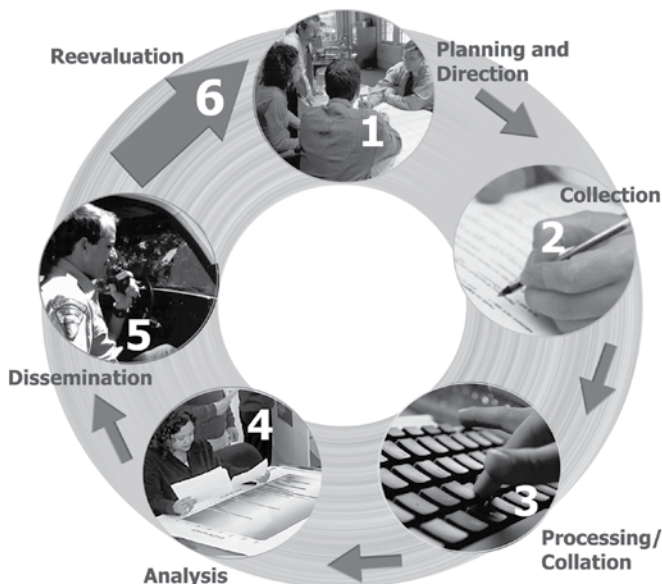 Reevaluation
6
1
Planning and
Direction
Collection
2
3
Processing/
Collation
4
Analysis
5
Dissemination